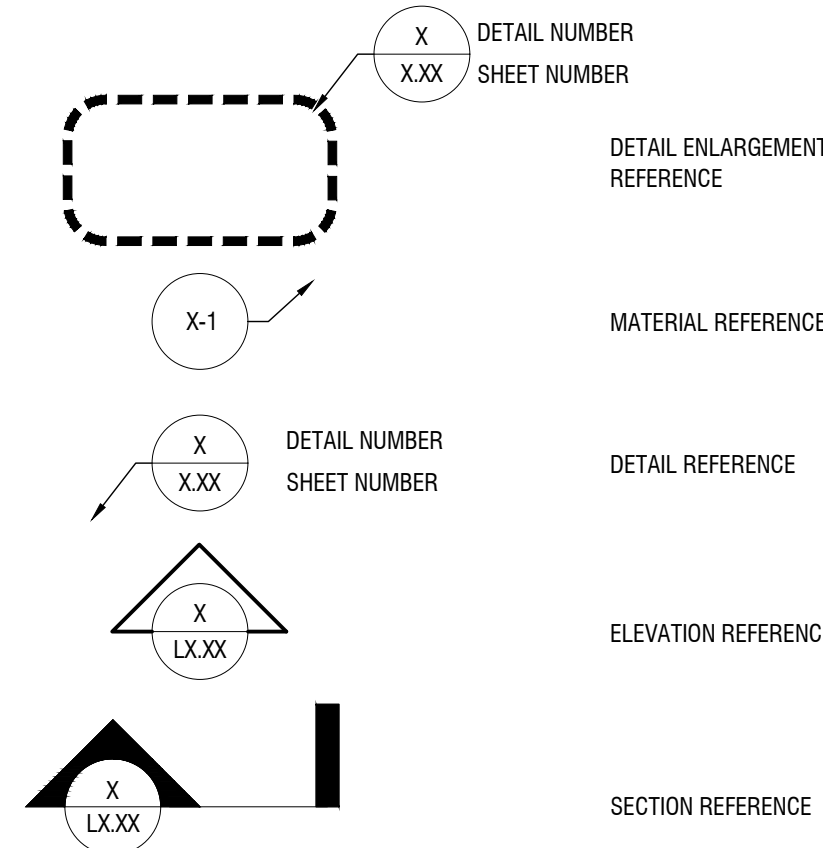 X
X.XX
DETAIL NUMBER
SHEET NUMBER
DETAIL ENLARGEMENT
REFERENCE
X-1
MATERIAL REFERENCE
X
X.XX
DETAIL NUMBER
SHEET NUMBER
DETAIL REFERENCE
X
LX.XX
ELEVATION REFERENC
X
LX.XX
SECTION REFERENCE